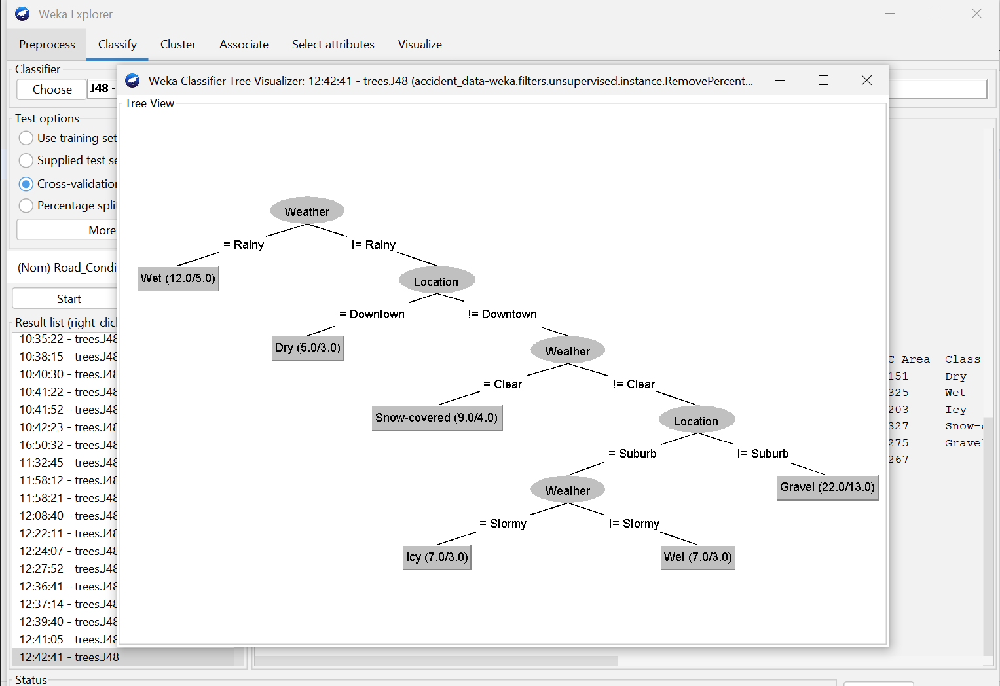 Weka Explorer
Preprocess Classify Cluster Associate Select attributes Visualize
Classifier
Choose J48 -
Weka Classifier Tree Visualizer: 12:42:41 - trees.J48 (accident_data-weka.filters.unsupervised.instance.RemovePercent...
Tree View
Test options
Use training set
Supplied test se
Cross-validation
Percentage split
More
(Nom) Road_Condi
Start
Result list (right-clic
10:35:22 - trees.J48
10:38:15 - trees.J48
10:40:30 - trees.J48
10:41:22 - trees.J48
10:41:52 - trees.J48
10:42:23 - trees.J48
16:50:32 - trees.J48
11:32:45 - trees.J48
11:58:12 - trees.J48
11:58:21 - trees.J48
12:08:40 - trees.J48
12:22:11 - trees.J48
12:24:07 - trees.J48
12:27:52 - trees.J48
12:36:41 - trees.J48
12:37:14 - trees.J48
12:39:40 - trees.J48
12:41:05 - trees.J48
12:42:41 - trees.J48
Weather
= Rainy != Rainy
Wet (12.0/5.0)
Location
= Downtown != Downtown
Dry (5.0/3.0)
Weather
= Clear != Clear
Snow-covered (9.0/4.0)
Location
= Suburb != Suburb
Weather
Gravel (22.0/13.0)
= Stormy != Stormy
Icy (7.0/3.0)
Wet (7.0/3.0)
C Area Class
151 Dry
325 Wet
203 Icy
327 Snow-
275 Gravel
267
Status